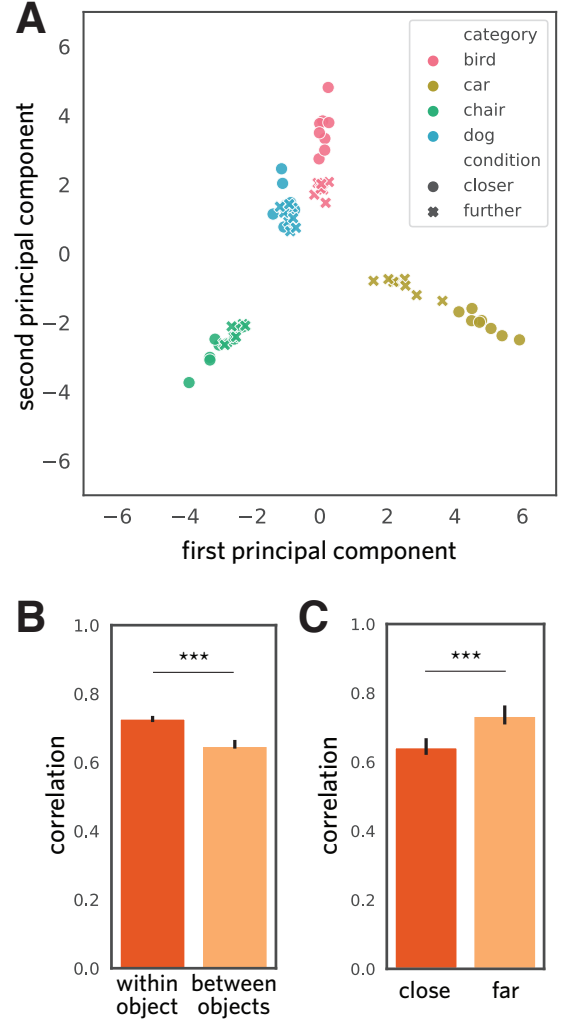 A
6
4
2
0
−2
−4
−6
second principal component
category
bird
car
chair
dog
condition
closer
further
−6 −4 −2 0 2 4 6
first principal component
B
1.0
0.8
0.6
0.4
0.2
0.0
correlation
***
within object
between objects
C
1.0
0.8
0.6
0.4
0.2
0.0
correlation
***
close far